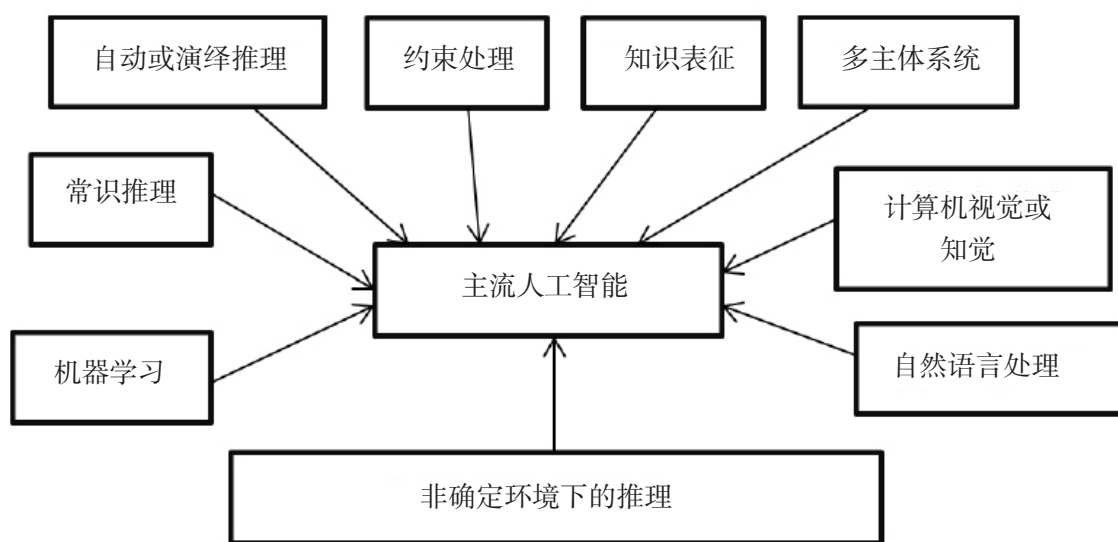 自动或演绎推理
约束处理
知识表征
多主体系统
常识推理
计算机视觉或
知觉
主流人工智能
机器学习
自然语言处理
非确定环境下的推理